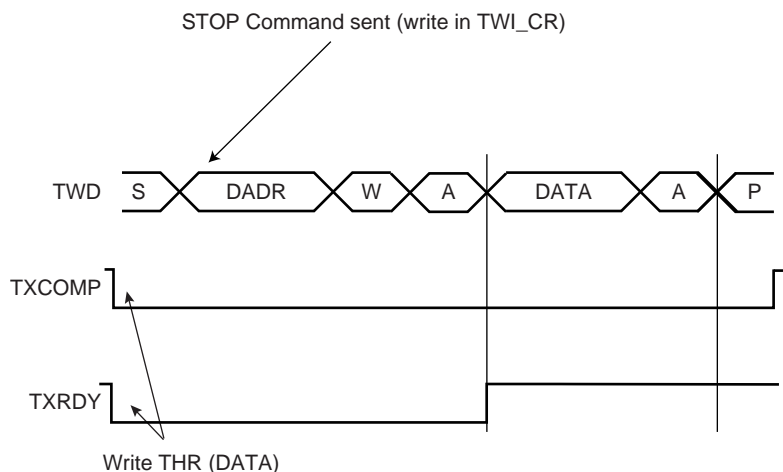 STOP Command sent (write in TWI_CR)
TWD S DADR W A DATA A P
TXCOMP
TXRDY
Write THR (DATA)